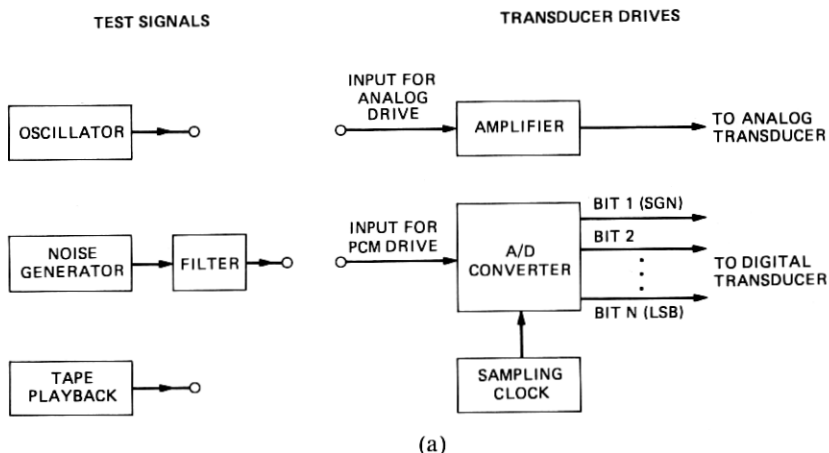 TEST SIGNALS
TRANSDUCER DRIVES
OSCILLATOR
INPUT FOR
ANALOG
DRIVE
AMPLIFIER
TO ANALOG
TRANSDUCER
NOISE
GENERATOR
FILTER
INPUT FOR
PCM DRIVE
A/D
CONVERTER
BIT 1 (SGN)
BIT 2
BIT N (LSB)
TO DIGITAL
TRANSDUCER
TAPE
PLAYBACK
SAMPLING
CLOCK
(a)